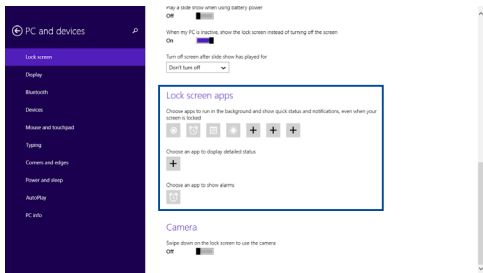 PC and devices
Lock screen
Display
Bluetooth
Devices
Mouse and touchpad
Typing
Corners and edges
Power and sleep
AutoPlay
PC info
Play a slide show when using battery power
Off
When my PC is inactive, show the lock screen instead of turning off the screen
On
Turn off screen after slide show has played for
Don't turn off
Lock screen apps
Choose apps to run in the background and show quick status and notifications, even when your
screen is locked
Choose an app to display detailed status
Choose an app to show alarms
Camera
Swipe down on the lock screen to use the camera
Off